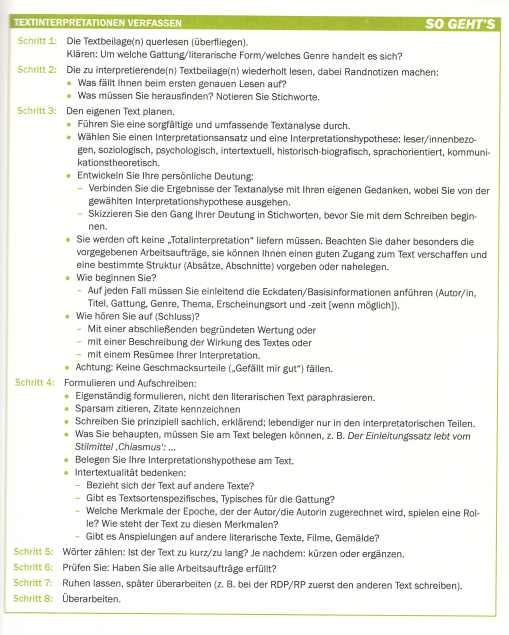 TEXTINTERPRETATIONEN VERFASSEN SO GEHT'S
Schritt 1: Die Textbeilage(n) querlesen (überfliegen).
Klären: Um welche Gattung/literarische Form/welches Genre handelt es sich?
Schritt 2: Die zu interpretierende(n) Textbeilage(n) wiederholt lesen, dabei Randnotizen machen:
• Was fällt Ihnen beim ersten genauen Lesen auf?
• Was müssen Sie herausfinden? Notieren Sie Stichworte.
Schritt 3: Den eigenen Text planen.
• Führen Sie eine sorgfältige und umfassende Textanalyse durch.
• Wählen Sie einen Interpretationsansatz und eine Interpretationshypothese: leser/innenbezo-
gen, soziologisch, psychologisch, intertextuell, historisch-biografisch, sprachorientiert, kommuni-
kationstheoretisch.
• Entwickeln Sie Ihre persönliche Deutung:
– Verbinden Sie die Ergebnisse der Textanalyse mit Ihren eigenen Gedanken, wobei Sie von der
gewählten Interpretationshypothese ausgehen.
– Skizzieren Sie den Gang Ihrer Deutung in Stichworten, bevor Sie mit dem Schreiben begin-
nen.
• Sie werden oft keine „Totalinterpretation" liefern müssen. Beachten Sie daher besonders die
vorgegebenen Arbeitsaufträge, sie können Ihnen einen guten Zugang zum Text verschaffen und
eine bestimmte Struktur (Absätze, Abschnitte) vorgeben oder nahelegen.
• Wie beginnen Sie?
– Auf jeden Fall müssen Sie einleitend die Eckdaten/Basisinformationen anführen (Autor/in,
Titel, Gattung, Genre, Thema, Erscheinungsort und -zeit [wenn möglich]).
• Wie hören Sie auf (Schluss)?
– Mit einer abschließenden begründeten Wertung oder
– mit einer Beschreibung der Wirkung des Textes oder
– mit einem Resümee Ihrer Interpretation.
• Achtung: Keine Geschmacksurteile („Gefällt mir gut") fällen.
Schritt 4: Formulieren und Aufschreiben:
• Eigenständig formulieren, nicht den literarischen Text paraphrasieren.
• Sparsam zitieren, Zitate kennzeichnen
• Schreiben Sie prinzipiell sachlich, erklärend; lebendiger nur in den interpretatorischen Teilen.
• Was Sie behaupten, müssen Sie am Text belegen können, z. B. Der Einleitungssatz lebt vom
Stilmittel ‚Chiasmus': ...
• Belegen Sie Ihre Interpretationshypothese am Text.
• Intertextualität bedenken:
– Bezieht sich der Text auf andere Texte?
– Gibt es Textsortenspezifisches, Typisches für die Gattung?
– Welche Merkmale der Epoche, der der Autor/die Autorin zugerechnet wird, spielen eine Rol-
le? Wie steht der Text zu diesen Merkmalen?
– Gibt es Anspielungen auf andere literarische Texte, Filme, Gemälde?
Schritt 5: Wörter zählen: Ist der Text zu kurz/zu lang? Je nachdem: kürzen oder ergänzen.
Schritt 6: Prüfen Sie: Haben Sie alle Arbeitsaufträge erfüllt?
Schritt 7: Ruhen lassen, später überarbeiten (z. B. bei der RDP/RP zuerst den anderen Text schreiben).
Schritt 8: Überarbeiten.